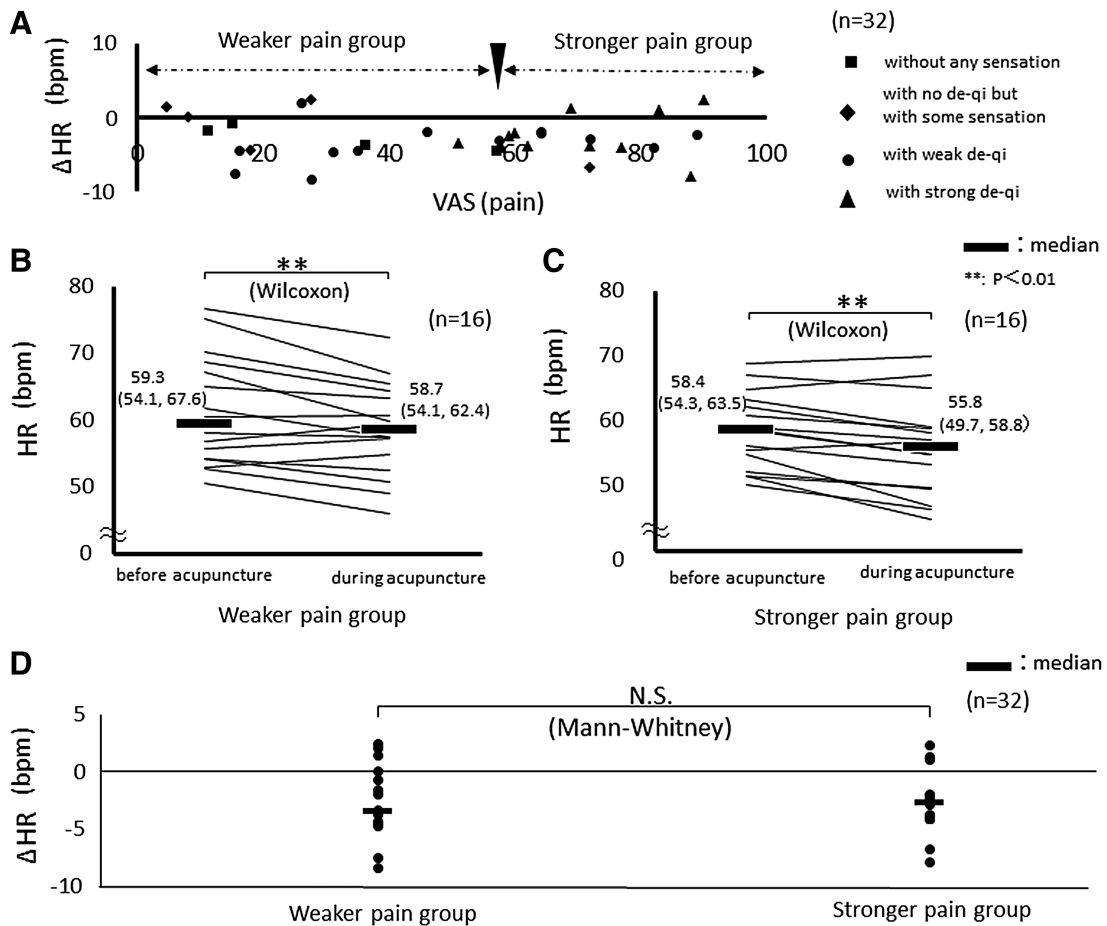 A
(n=32)
Weaker pain group
Stronger pain group
ΔHR (bpm)
10
0
-10
0
20
40
60
80
100
VAS (pain)
without any sensation
with no de-qi but
with some sensation
with weak de-qi
with strong de-qi
B
**
(Wilcoxon)
(n=16)
HR (bpm)
80
70
60
50
0
59.3
(54.1, 67.6)
58.7
(54.1, 62.4)
before acupuncture
during acupuncture
Weaker pain group
C
: median
**: P<0.01
**
(Wilcoxon)
(n=16)
HR (bpm)
80
70
60
50
0
58.4
(54.3, 63.5)
55.8
(49.7, 58.8)
before acupuncture
during acupuncture
Stronger pain group
D
: median
(n=32)
N.S.
(Mann-Whitney)
ΔHR (bpm)
5
0
-5
-10
Weaker pain group
Stronger pain group